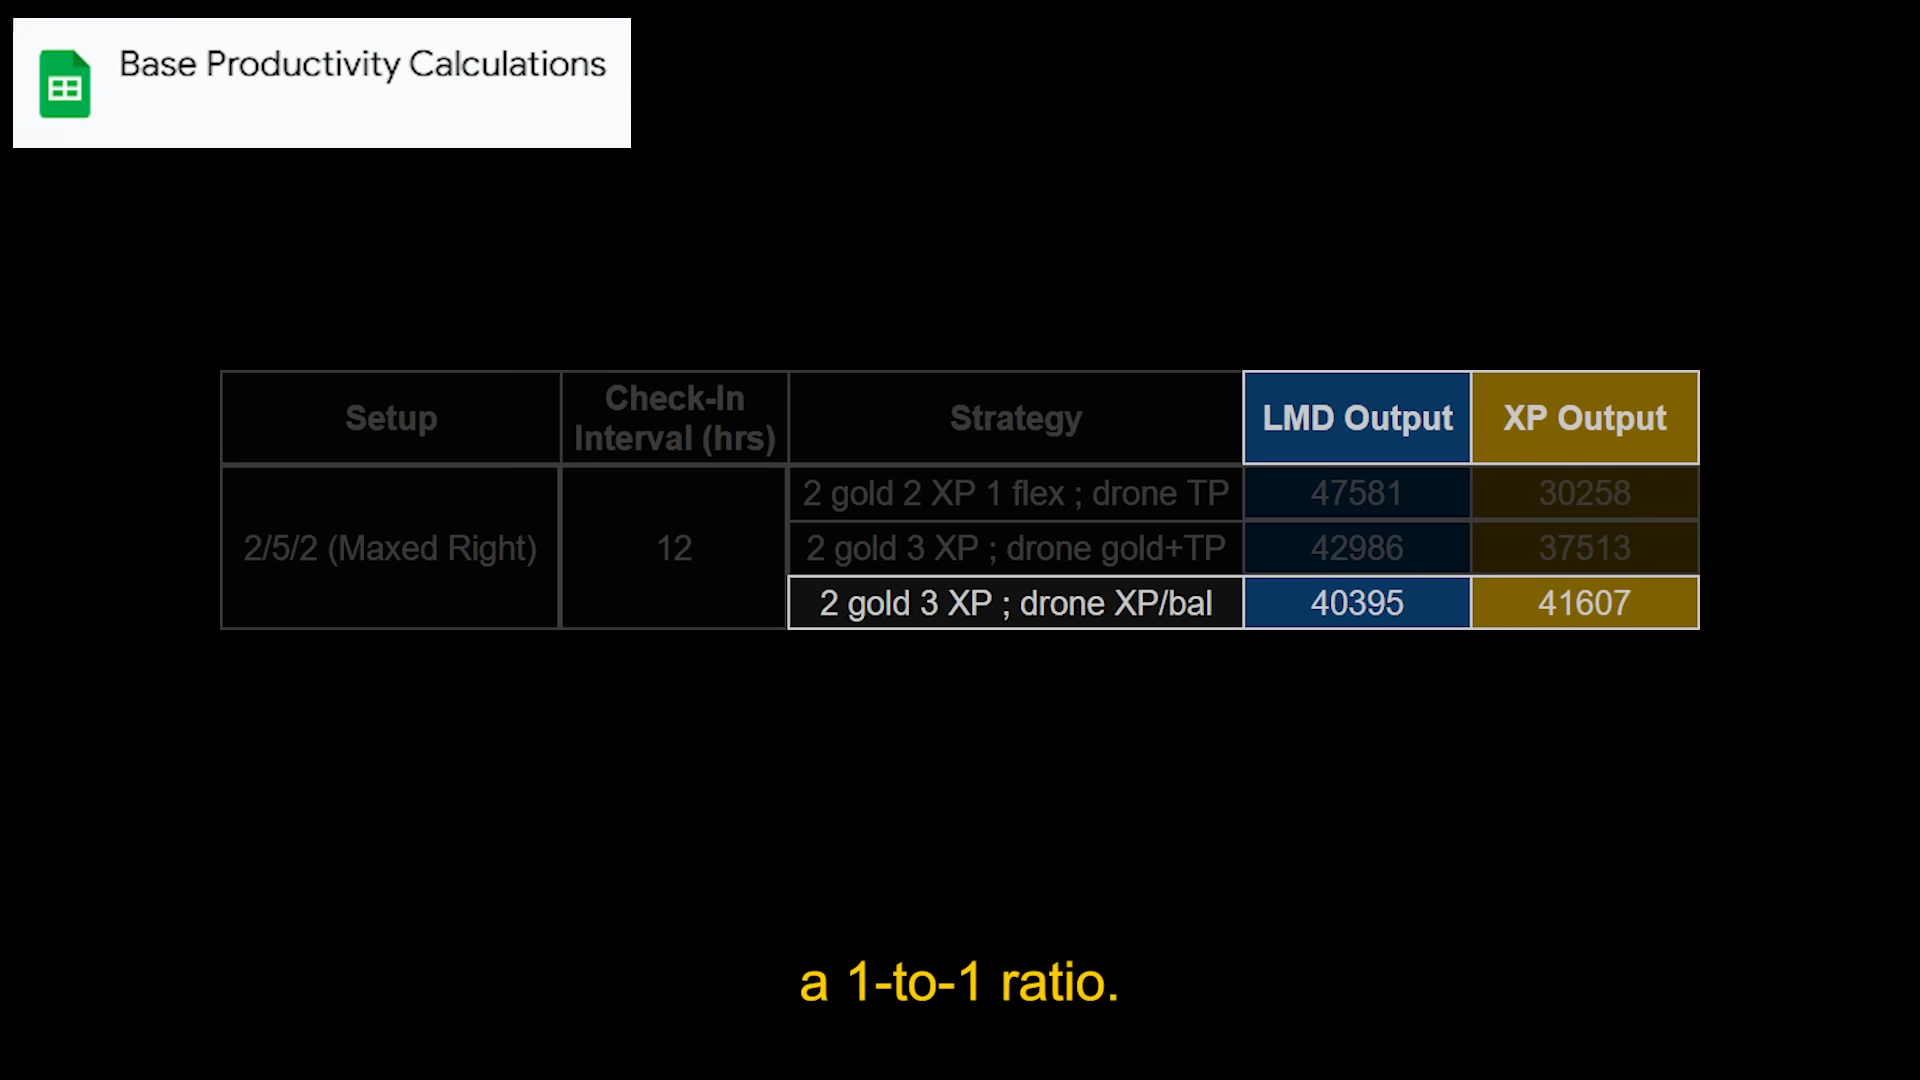 Base Productivity Calculations
Setup
Check-In
Interval (hrs)
Strategy
LMD Output
XP Output
2/5/2 (Maxed Right)
12
2 gold 2 XP 1 flex ; drone TP
47581
30258
2 gold 3 XP ; drone gold+TP
42986
37513
2 gold 3 XP ; drone XP/bal
40395
41607
a 1-to-1 ratio.